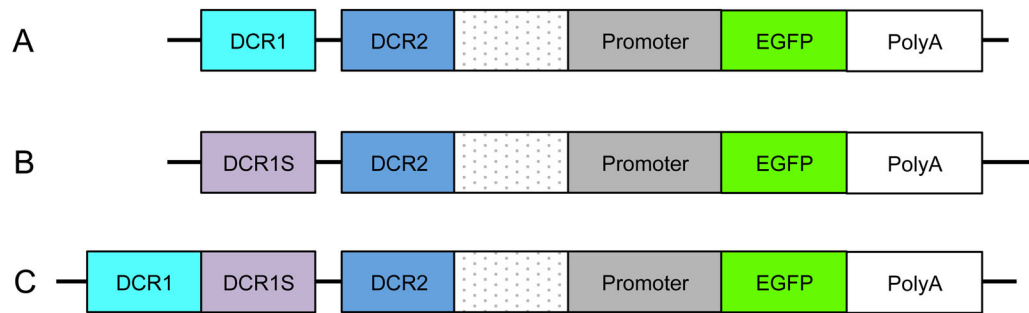 A DCR1 DCR2 Promoter EGFP PolyA
B DCR1S DCR2 Promoter EGFP PolyA
C DCR1 DCR1S DCR2 Promoter EGFP PolyA